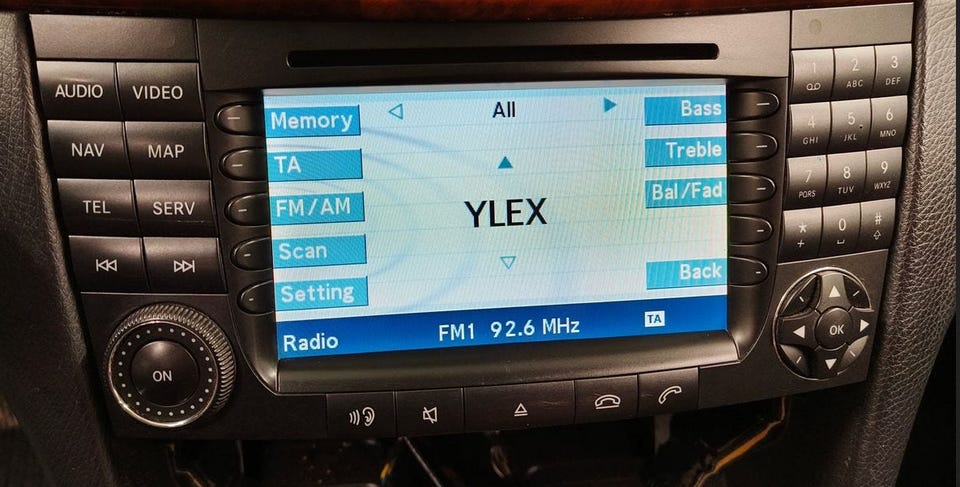 AUDIO VIDEO
NAV MAP
TEL SERV
ON
Memory
TA
FM/AM
Scan
Setting
All
YLEX
Bass
Treble
Bal/Fad
Back
Radio FM1 92.6 MHz TA
1 2 ABC 3 DEF
4 GHI 5 JKL 6 MNO
7 PQRS 8 TUV 9 WXYZ
* + 0 #
OK